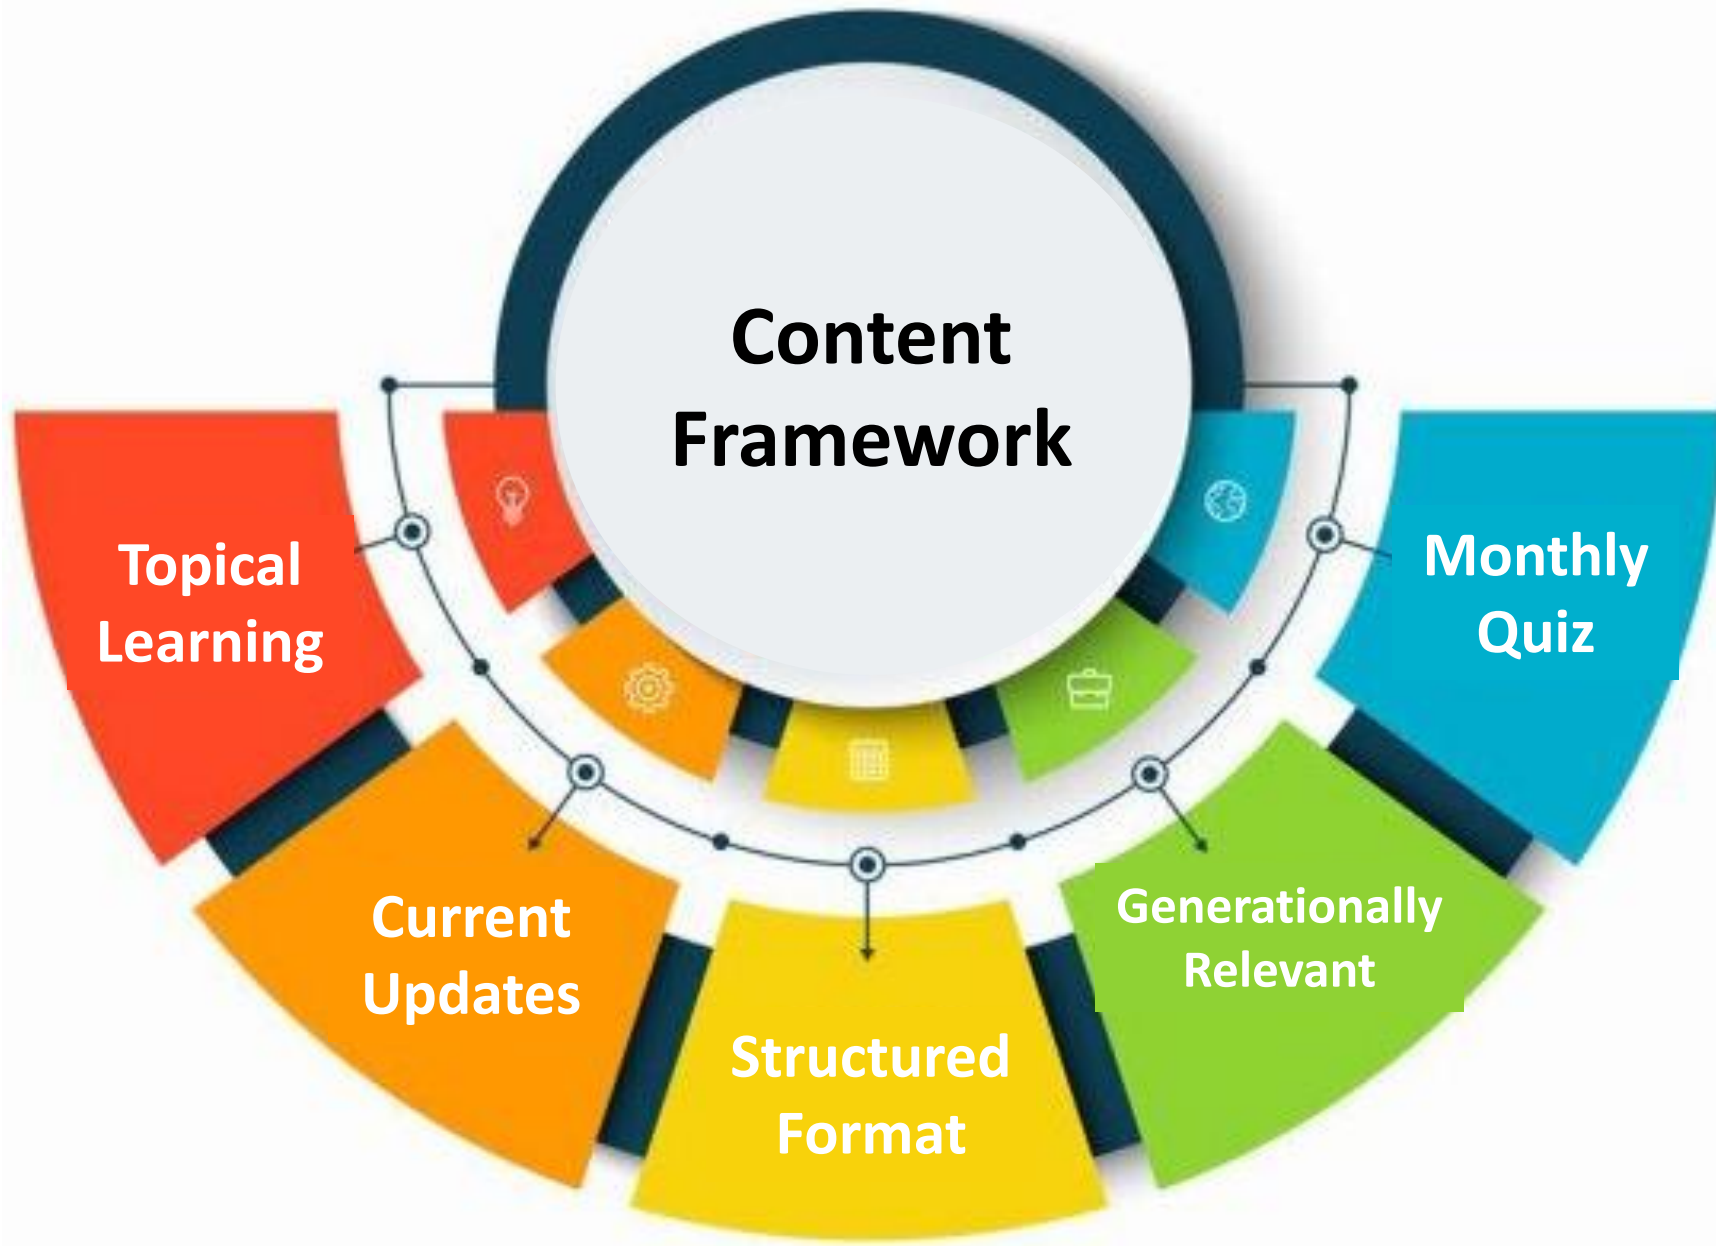 Content
Framework
Topical
Learning
Current
Updates
Structured
Format
Generationally
Relevant
Monthly
Quiz